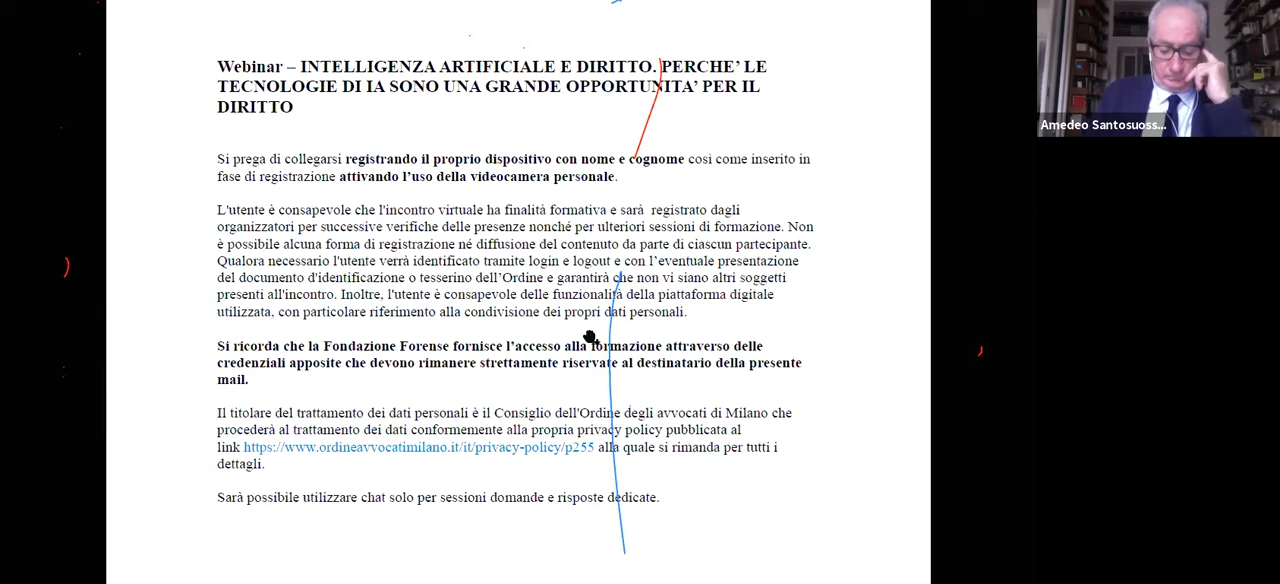 Webinar – INTELLIGENZA ARTIFICIALE E DIRITTO. PERCHE’ LE
TECNOLOGIE DI IA SONO UNA GRANDE OPPORTUNITA’ PER IL
DIRITTO
Si prega di collegarsi registrando il proprio dispositivo con nome e cognome così come inserito in
fase di registrazione attivando l’uso della videocamera personale.
L'utente è consapevole che l'incontro virtuale ha finalità formativa e sarà registrato dagli
organizzatori per successive verifiche delle presenze nonché per ulteriori sessioni di formazione. Non
è possibile alcuna forma di registrazione né diffusione del contenuto da parte di ciascun partecipante.
Qualora necessario l'utente verrà identificato tramite login e logout e con l’eventuale presentazione
del documento d'identificazione o tesserino dell’Ordine e garantirà che non vi siano altri soggetti
presenti all'incontro. Inoltre, l'utente è consapevole delle funzionalità della piattaforma digitale
utilizzata, con particolare riferimento alla condivisione dei propri dati personali.
Si ricorda che la Fondazione Forense fornisce l’accesso alla formazione attraverso delle
credenziali apposite che devono rimanere strettamente riservate al destinatario della presente
mail.
Il titolare del trattamento dei dati personali è il Consiglio dell'Ordine degli avvocati di Milano che
procederà al trattamento dei dati conformemente alla propria privacy policy pubblicata al
link https://www.ordineavvocatimilano.it/it/privacy-policy/p255 alla quale si rimanda per tutti i
dettagli.
Sarà possibile utilizzare chat solo per sessioni domande e risposte dedicate.
Amedeo Santosuoss...